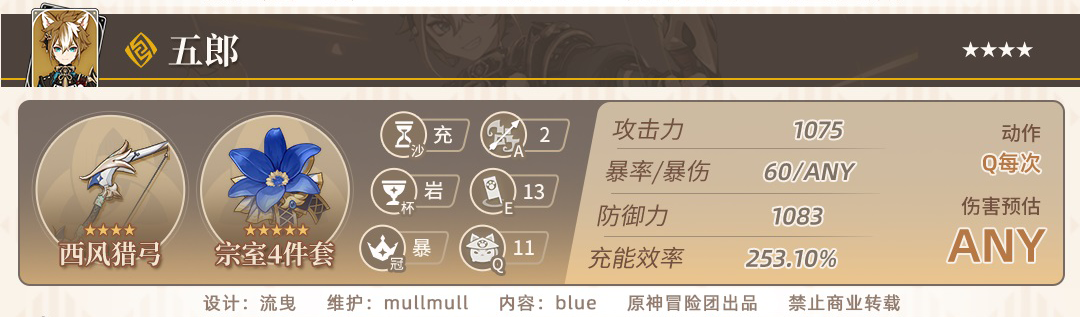 五郎
★★★★
★★★★
西风猎弓
★★★★★
宗室4件套
沙 充
A 2
杯 岩
E 13
冠 暴
Q 11
攻击力 1075
暴率/暴伤 60/ANY
防御力 1083
充能效率 253.10%
动作
Q每次
伤害预估
ANY
设计：流曳 维护：mullmull 内容：blue 原神冒险团出品 禁止商业转载